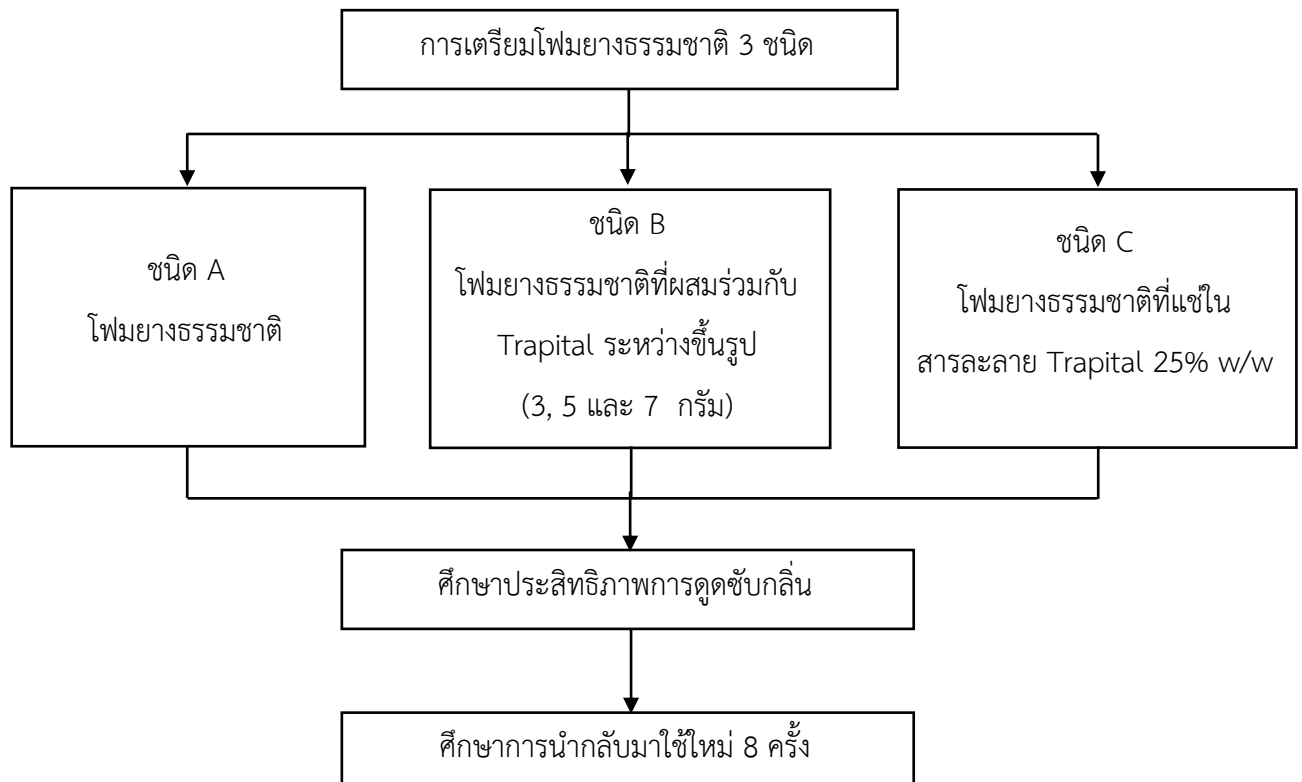 การเตรียมโฟมยางธรรมชาติ 3 ชนิด
ชนิด A
โฟมยางธรรมชาติ
ชนิด B
โฟมยางธรรมชาติที่ผสมร่วมกับ
Trapital ระหว่างขึ้นรูป
(3, 5 และ 7 กรัม)
ชนิด C
โฟมยางธรรมชาติที่แช่ใน
สารละลาย Trapital 25% w/w
ศึกษาประสิทธิภาพการดูดซับกลิ่น
ศึกษาการนำกลับมาใช้ใหม่ 8 ครั้ง